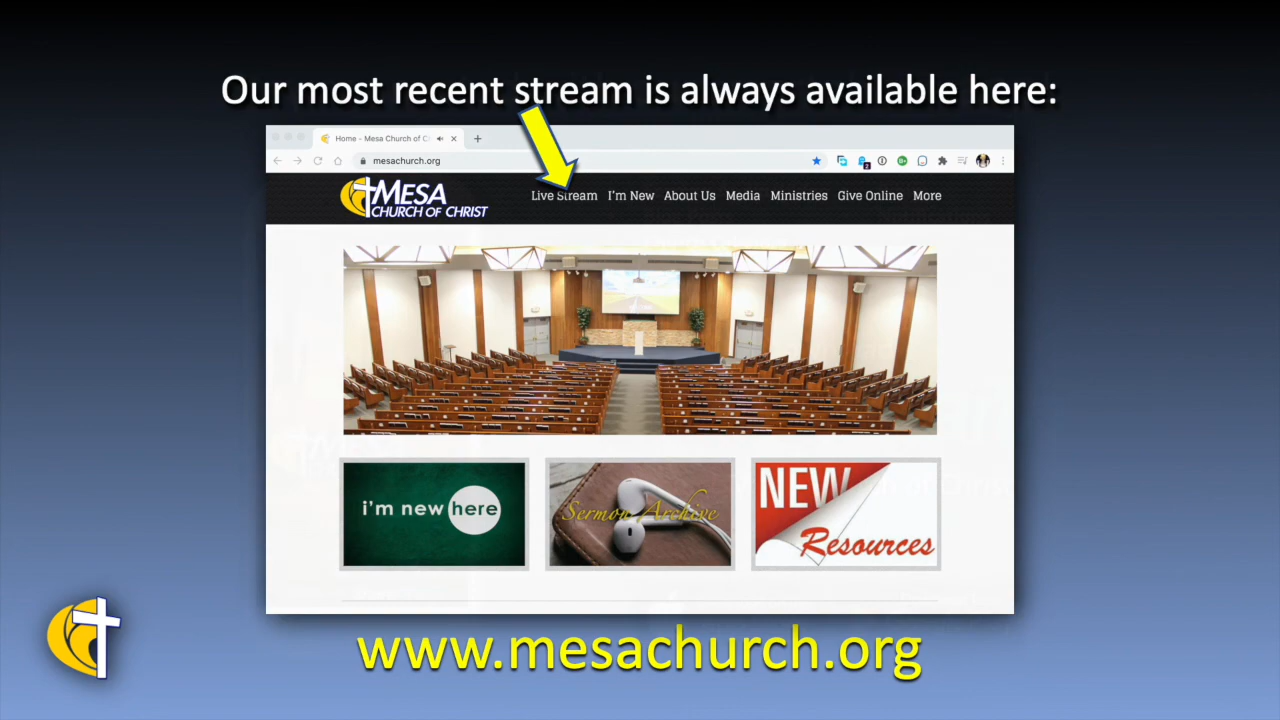 Our most recent stream is always available here:
Home - Mesa Church of C
mesachurch.org
MESA
CHURCH OF CHRIST
Live Stream I'm New About Us Media Ministries Give Online More
i'm new here
Sermon Archive
NEW
Resources
www.mesachurch.org